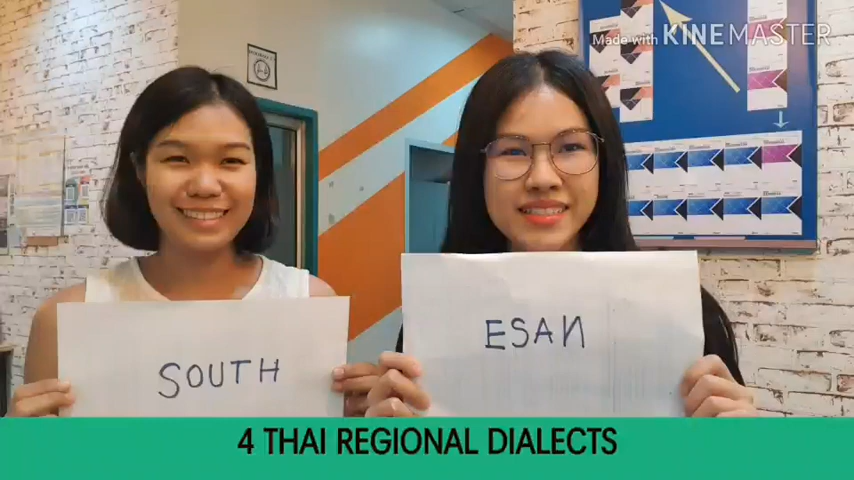 Made with KINEMASTER
SOUTH
ESAN
4 THAI REGIONAL DIALECTS